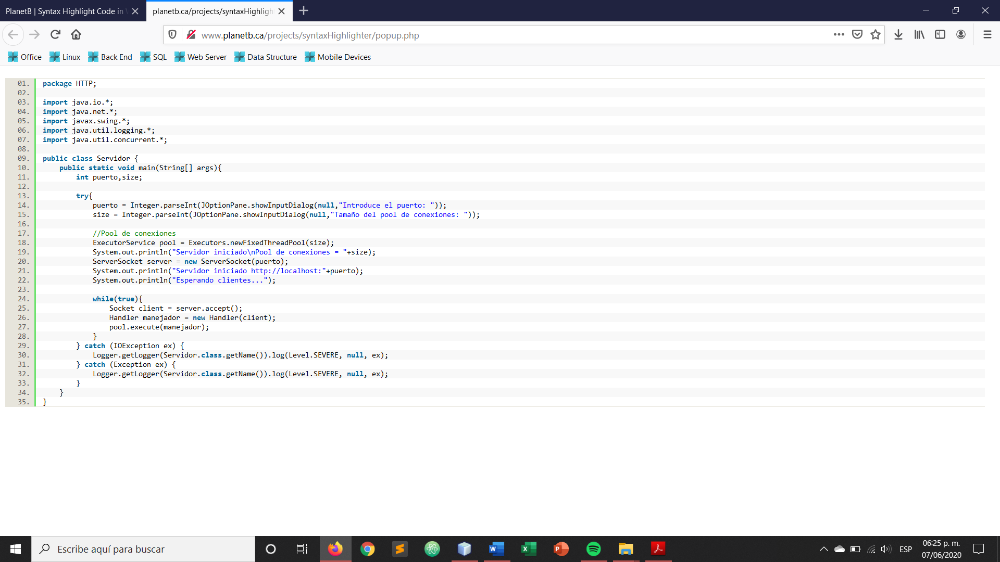 PlanetB | Syntax Highlight Code in
planetb.ca/projects/syntaxHighligh
www.planetb.ca/projects/syntaxHighlighter/popup.php
Office Linux Back End SQL Web Server Data Structure Mobile Devices
01. package HTTP;
02.
03. import java.io.*;
04. import java.net.*;
05. import javax.swing.*;
06. import java.util.logging.*;
07. import java.util.concurrent.*;
08.
09. public class Servidor {
10.     public static void main(String[] args){
11.         int puerto,size;
12.
13.         try{
14.             puerto = Integer.parseInt(JOptionPane.showInputDialog(null,"Introduce el puerto: "));
15.             size = Integer.parseInt(JOptionPane.showInputDialog(null,"Tamaño del pool de conexiones: "));
16.
17.             //Pool de conexiones
18.             ExecutorService pool = Executors.newFixedThreadPool(size);
19.             System.out.println("Servidor iniciado\nPool de conexiones = "+size);
20.             ServerSocket server = new ServerSocket(puerto);
21.             System.out.println("Servidor iniciado http://localhost:"+puerto);
22.             System.out.println("Esperando clientes...");
23.
24.             while(true){
25.                 Socket client = server.accept();
26.                 Handler manejador = new Handler(client);
27.                 pool.execute(manejador);
28.             }
29.         } catch (IOException ex) {
30.             Logger.getLogger(Servidor.class.getName()).log(Level.SEVERE, null, ex);
31.         } catch (Exception ex) {
32.             Logger.getLogger(Servidor.class.getName()).log(Level.SEVERE, null, ex);
33.         }
34.     }
35. }
Escribe aquí para buscar
ESP
06:25 p. m.
07/06/2020